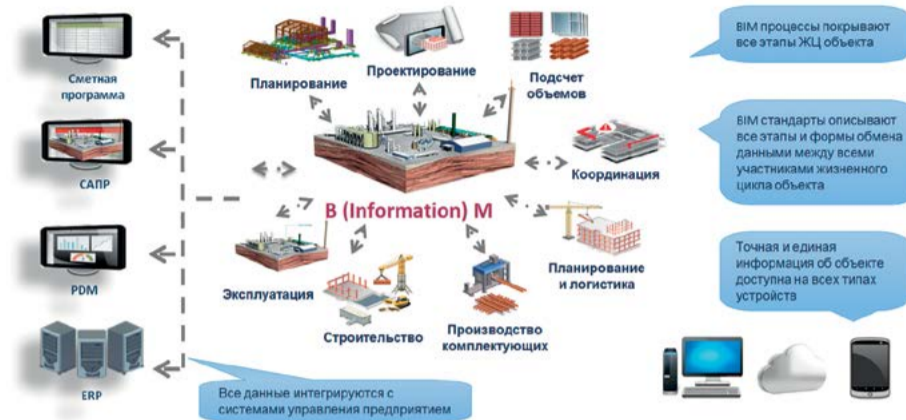 Сметная
программа
САПР
PDM
ERP
Планирование
Проектирование
Подсчет
объемов
Координация
B (Information) M
Планирование
и логистика
Эксплуатация
Строительство
Производство
комплектующих
BIM процессы покрывают
все этапы ЖЦ объекта
BIM стандарты описывают
все этапы и формы обмена
данными между всеми
участниками жизненного
цикла объекта
Точная и единая
информация об объекте
доступна на всех типах
устройств
Все данные интегрируются с
системами управления предприятием